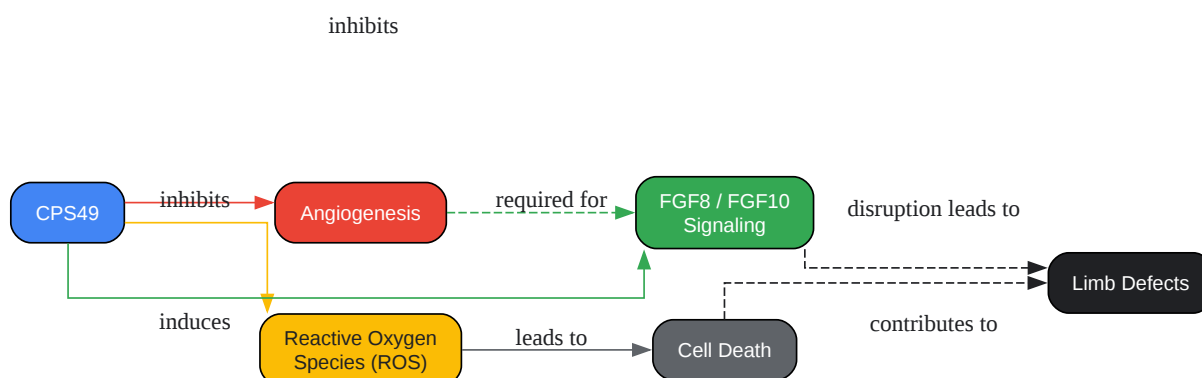 inhibits
CPS49
inhibits
Angiogenesis
required for
FGF8 / FGF10
Signaling
disruption leads to
Limb Defects
induces
Reactive Oxygen
Species (ROS)
leads to
Cell Death
contributes to